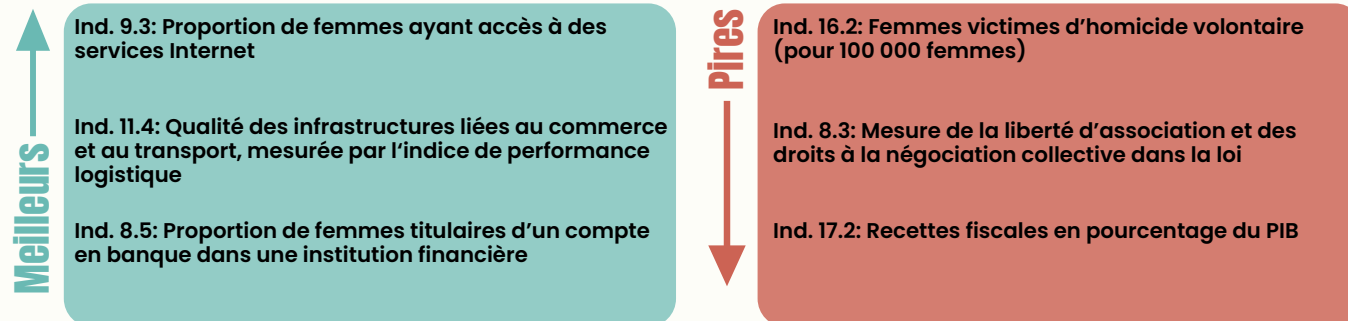 Meilleurs
Ind. 9.3: Proportion de femmes ayant accès à des
services Internet
Ind. 11.4: Qualité des infrastructures liées au commerce
et au transport, mesurée par l‘indice de performance
logistique
Ind. 8.5: Proportion de femmes titulaires d’un compte
en banque dans une institution financière
Pires
Ind. 16.2: Femmes victimes d’homicide volontaire
(pour 100 000 femmes)
Ind. 8.3: Mesure de la liberté d’association et des
droits à la négociation collective dans la loi
Ind. 17.2: Recettes fiscales en pourcentage du PIB